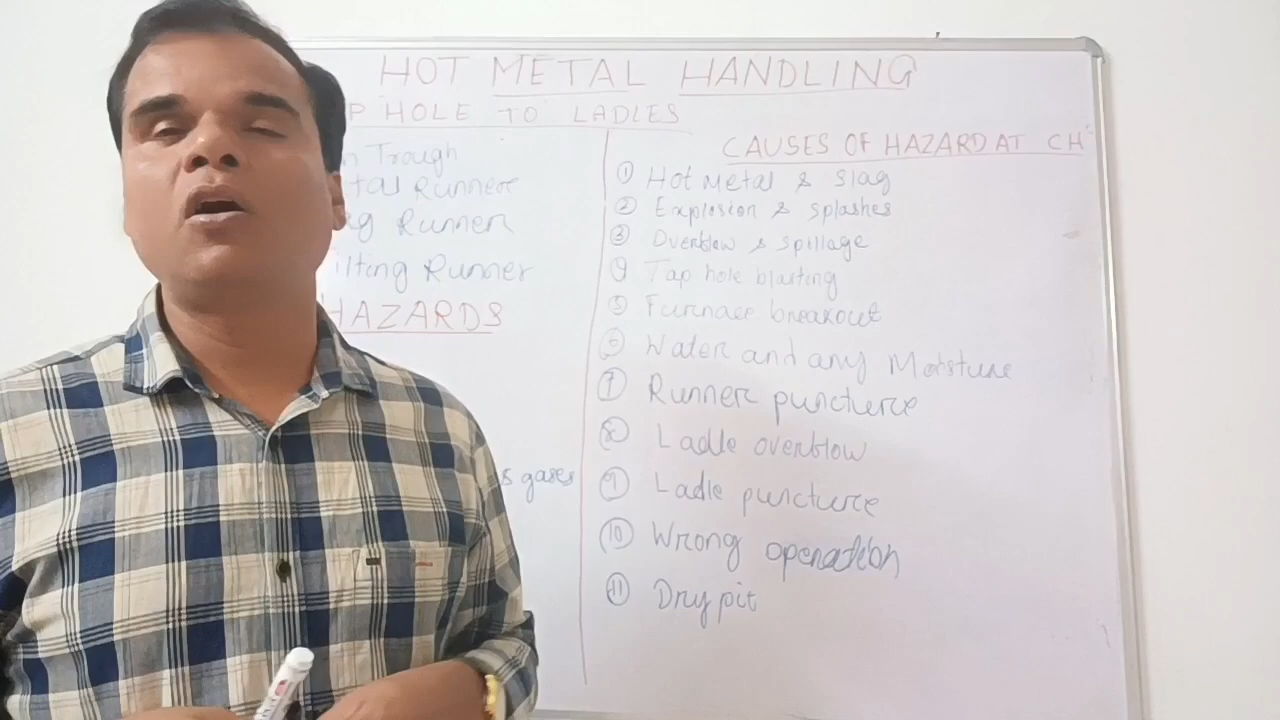 HOT METAL HANDLING
P HOLE TO LADLES
n Trough
tal Runner
g Runner
ilting Runner
HAZARDS
s gases
CAUSES OF HAZARD AT CH
① Hot Metal & Slag
② Explosion & splashes
③ Overflow & spillage
④ Tap hole blasting
⑤ Furnace breakout
⑥ Water and any Moisture
⑦ Runner puncture
⑧ Ladle overflow
⑨ Ladle puncture
⑩ Wrong operation
⑪ Dry pit